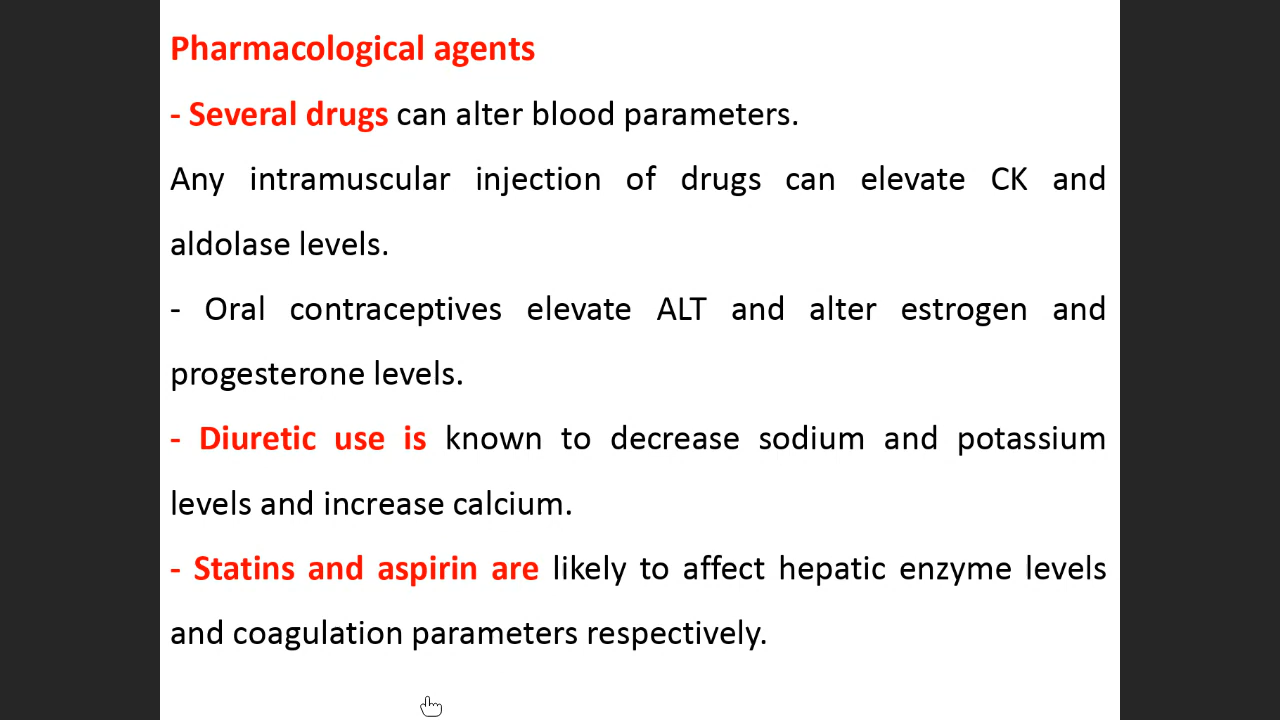 Pharmacological agents
- Several drugs can alter blood parameters.
Any intramuscular injection of drugs can elevate CK and
aldolase levels.
- Oral contraceptives elevate ALT and alter estrogen and
progesterone levels.
- Diuretic use is known to decrease sodium and potassium
levels and increase calcium.
- Statins and aspirin are likely to affect hepatic enzyme levels
and coagulation parameters respectively.